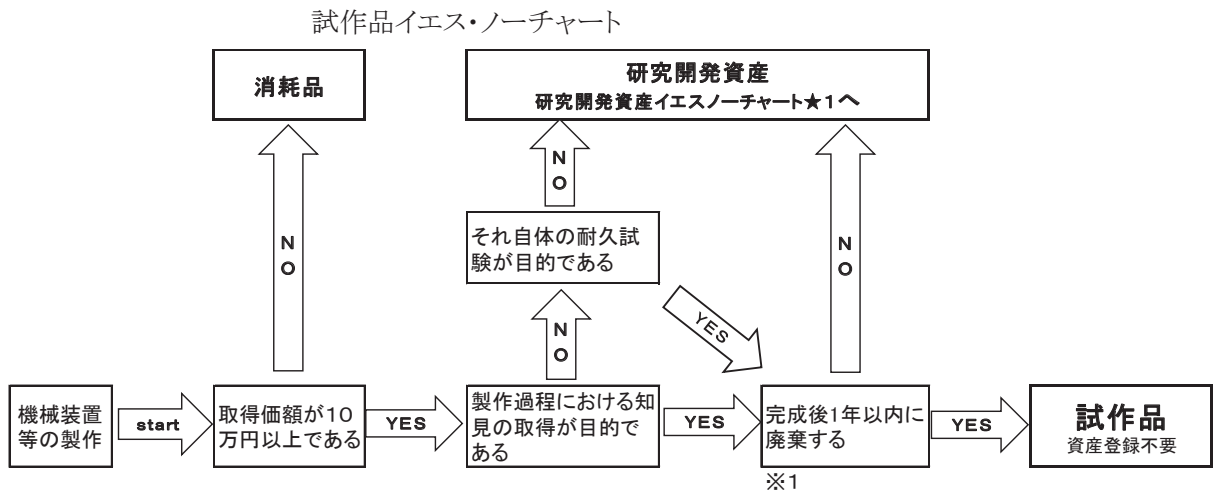 試作品イエス・ノーチャート
消耗品
研究開発資産
研究開発資産イエスノーチャート★1へ
NO
NO
NO
それ自体の耐久試
験が目的である
NO
YES
機械装置
等の製作
start
取得価額が10
万円以上である
YES
製作過程における知
見の取得が目的で
ある
YES
完成後1年以内に
廃棄する
YES
試作品
資産登録不要
※1